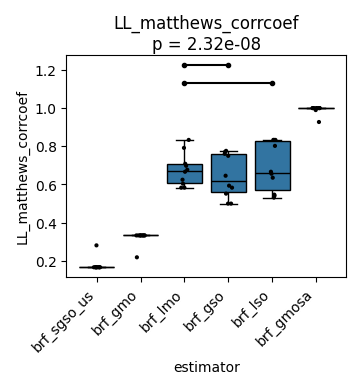 LL_matthews_corrcoef
p = 2.32e-08
LL_matthews_corrcoef
1.2
1.0
0.8
0.6
0.4
0.2
brf_sgso_us
brf_gmo
brf_lmo
brf_gso
brf_lso
brf_gmosa
estimator